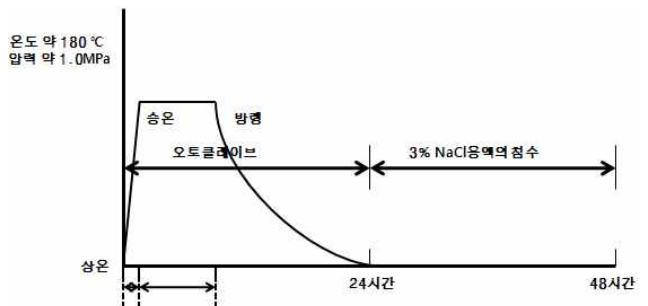 온도 약 180 ℃
압력 약 1.0MPa
승온
방랭
오토클레이브
3% NaCl용액의 침수
상온
24시간
48시간